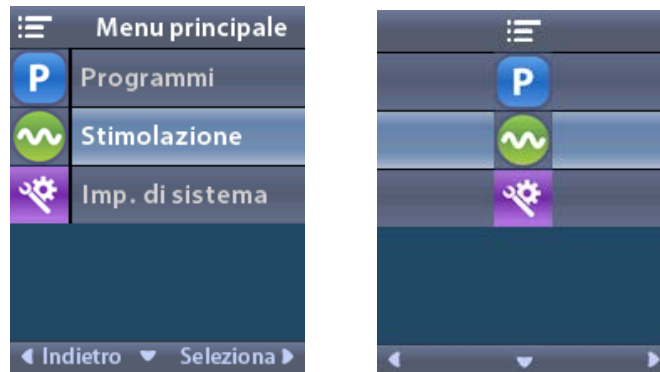 Menu principale
P Programmi
Stimolazione
Imp. di sistema
Indietro Seleziona
P